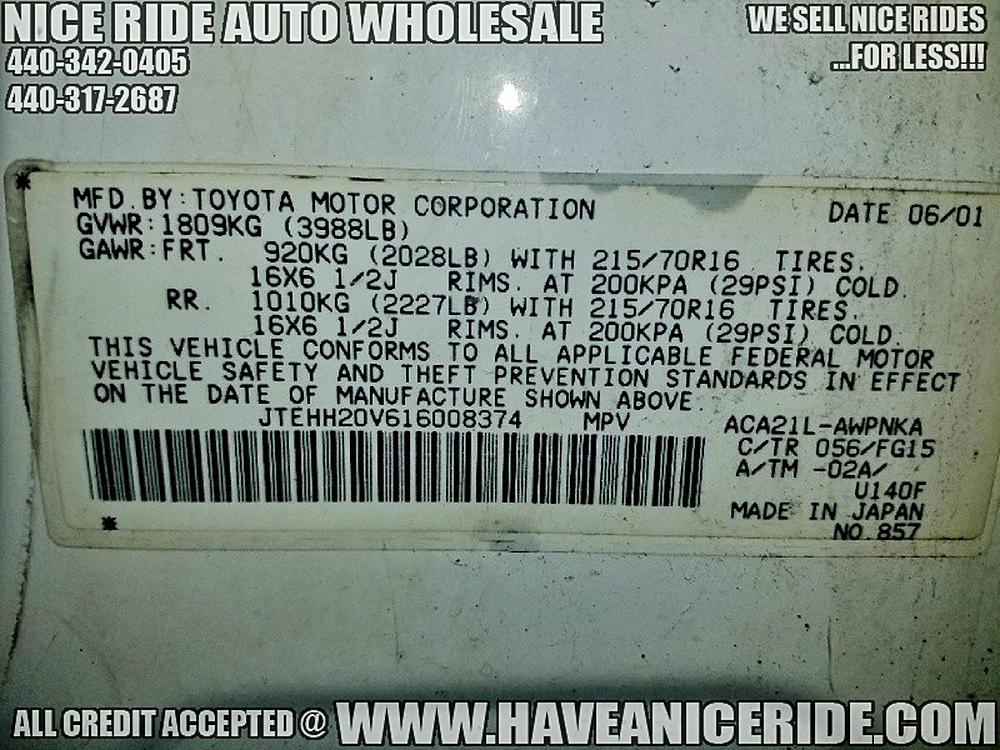 NICE RIDE AUTO WHOLESALE
440-342-0405
440-317-2687
WE SELL NICE RIDES
...FOR LESS!!!
MFD. BY: TOYOTA MOTOR CORPORATION DATE 06/01
GVWR: 1809KG (3988LB)
GAWR: FRT. 920KG (2028LB) WITH 215/70R16 TIRES.
16X6 1/2J RIMS. AT 200KPA (29PSI) COLD.
RR. 1010KG (2227LB) WITH 215/70R16 TIRES.
16X6 1/2J RIMS. AT 200KPA (29PSI) COLD.
THIS VEHICLE CONFORMS TO ALL APPLICABLE FEDERAL MOTOR
VEHICLE SAFETY AND THEFT PREVENTION STANDARDS IN EFFECT
ON THE DATE OF MANUFACTURE SHOWN ABOVE.
JTEHH20V616008374 MPV
ACA21L-AWPNKA
C/TR 056/FG15
A/TM -02A/
U140F
MADE IN JAPAN
NO.857
ALL CREDIT ACCEPTED @ WWW.HAVEANICERIDE.COM